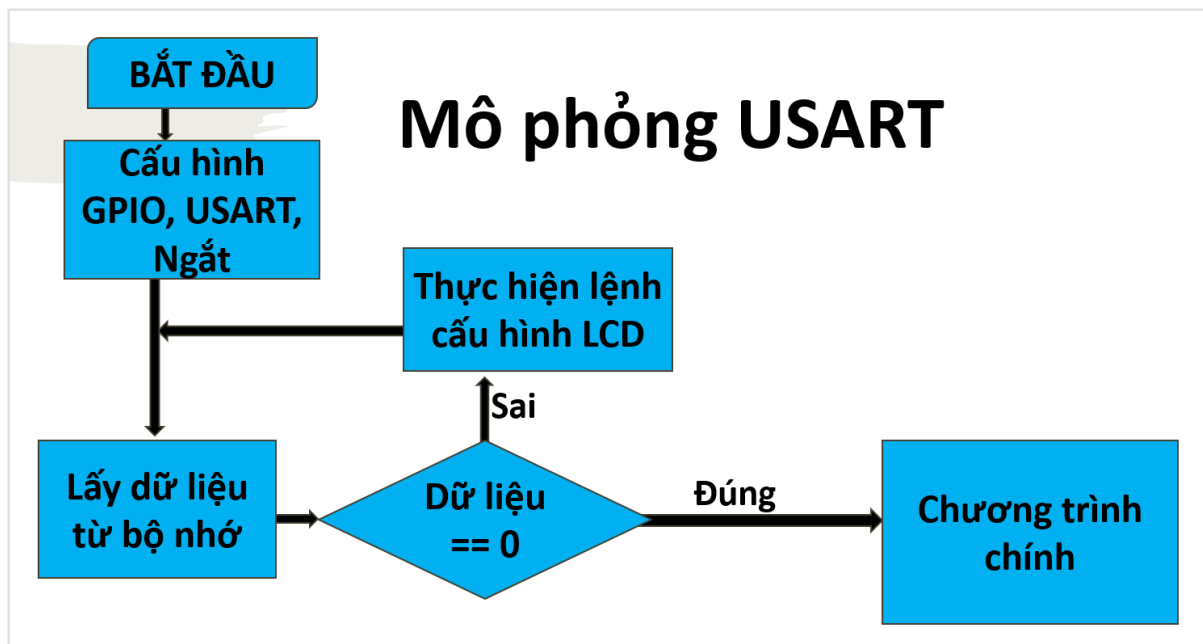 BẮT ĐẦU
Mô phỏng USART
Cấu hình
GPIO, USART,
Ngắt
Thực hiện lệnh
cấu hình LCD
Sai
Lấy dữ liệu
từ bộ nhớ
Dữ liệu
== 0
Đúng
Chương trình
chính